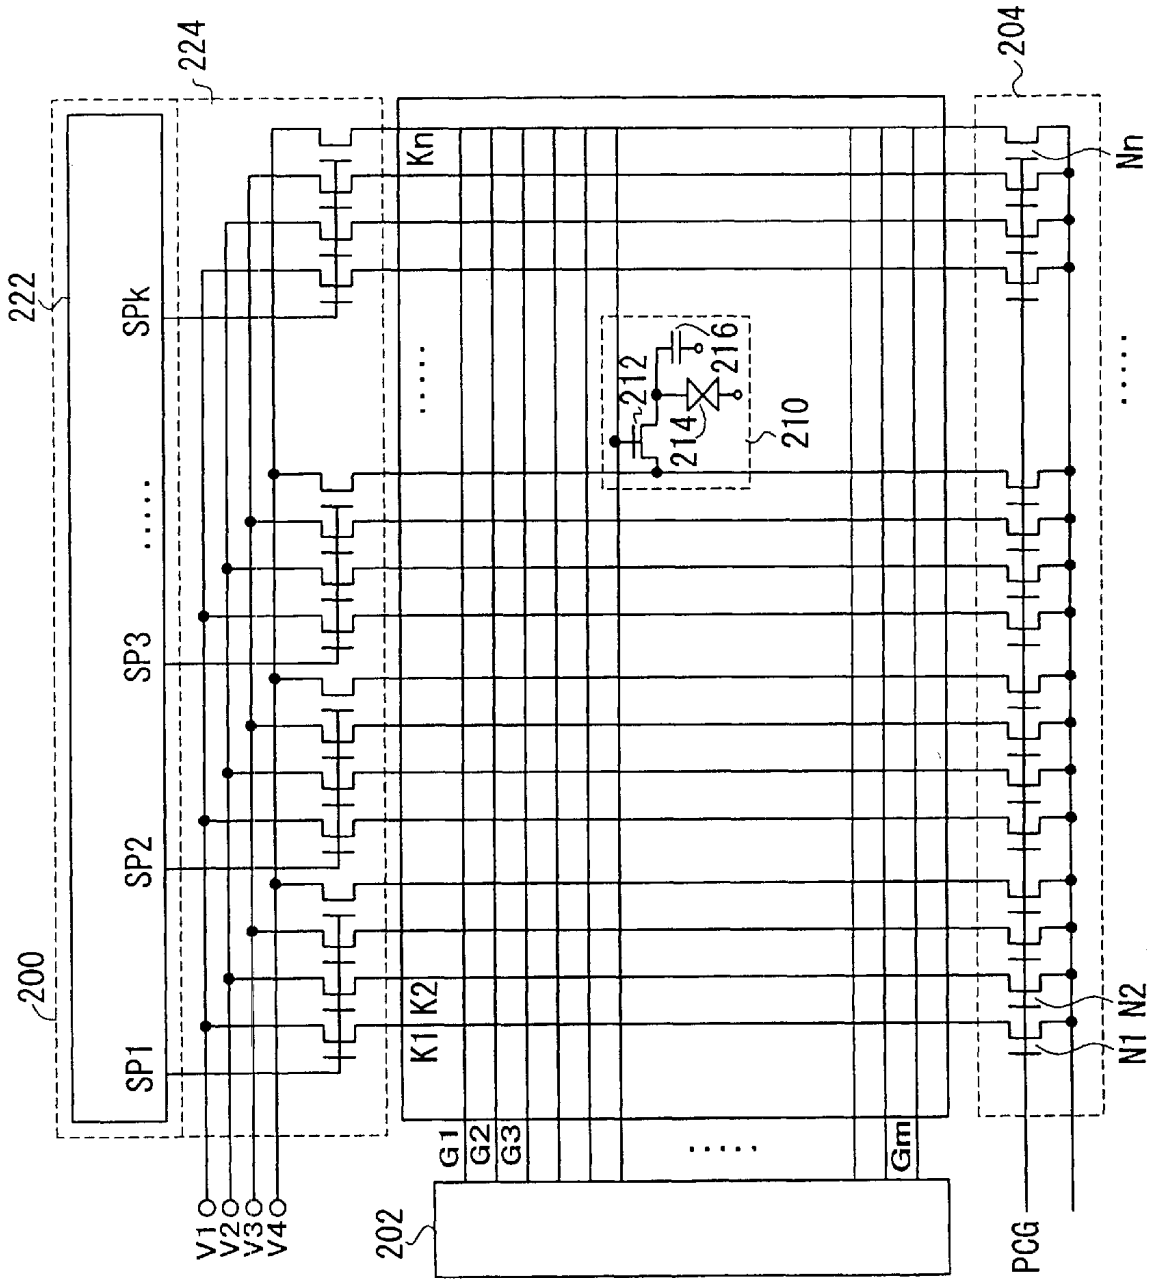 200
222
224
SP1
SP2
SP3
.....
SPk
V1
V2
V3
V4
K1
K2
.....
Kn
G1
G2
G3
.....
Gm
202
212
214
216
210
204
PCG
N1
N2
.....
Nn